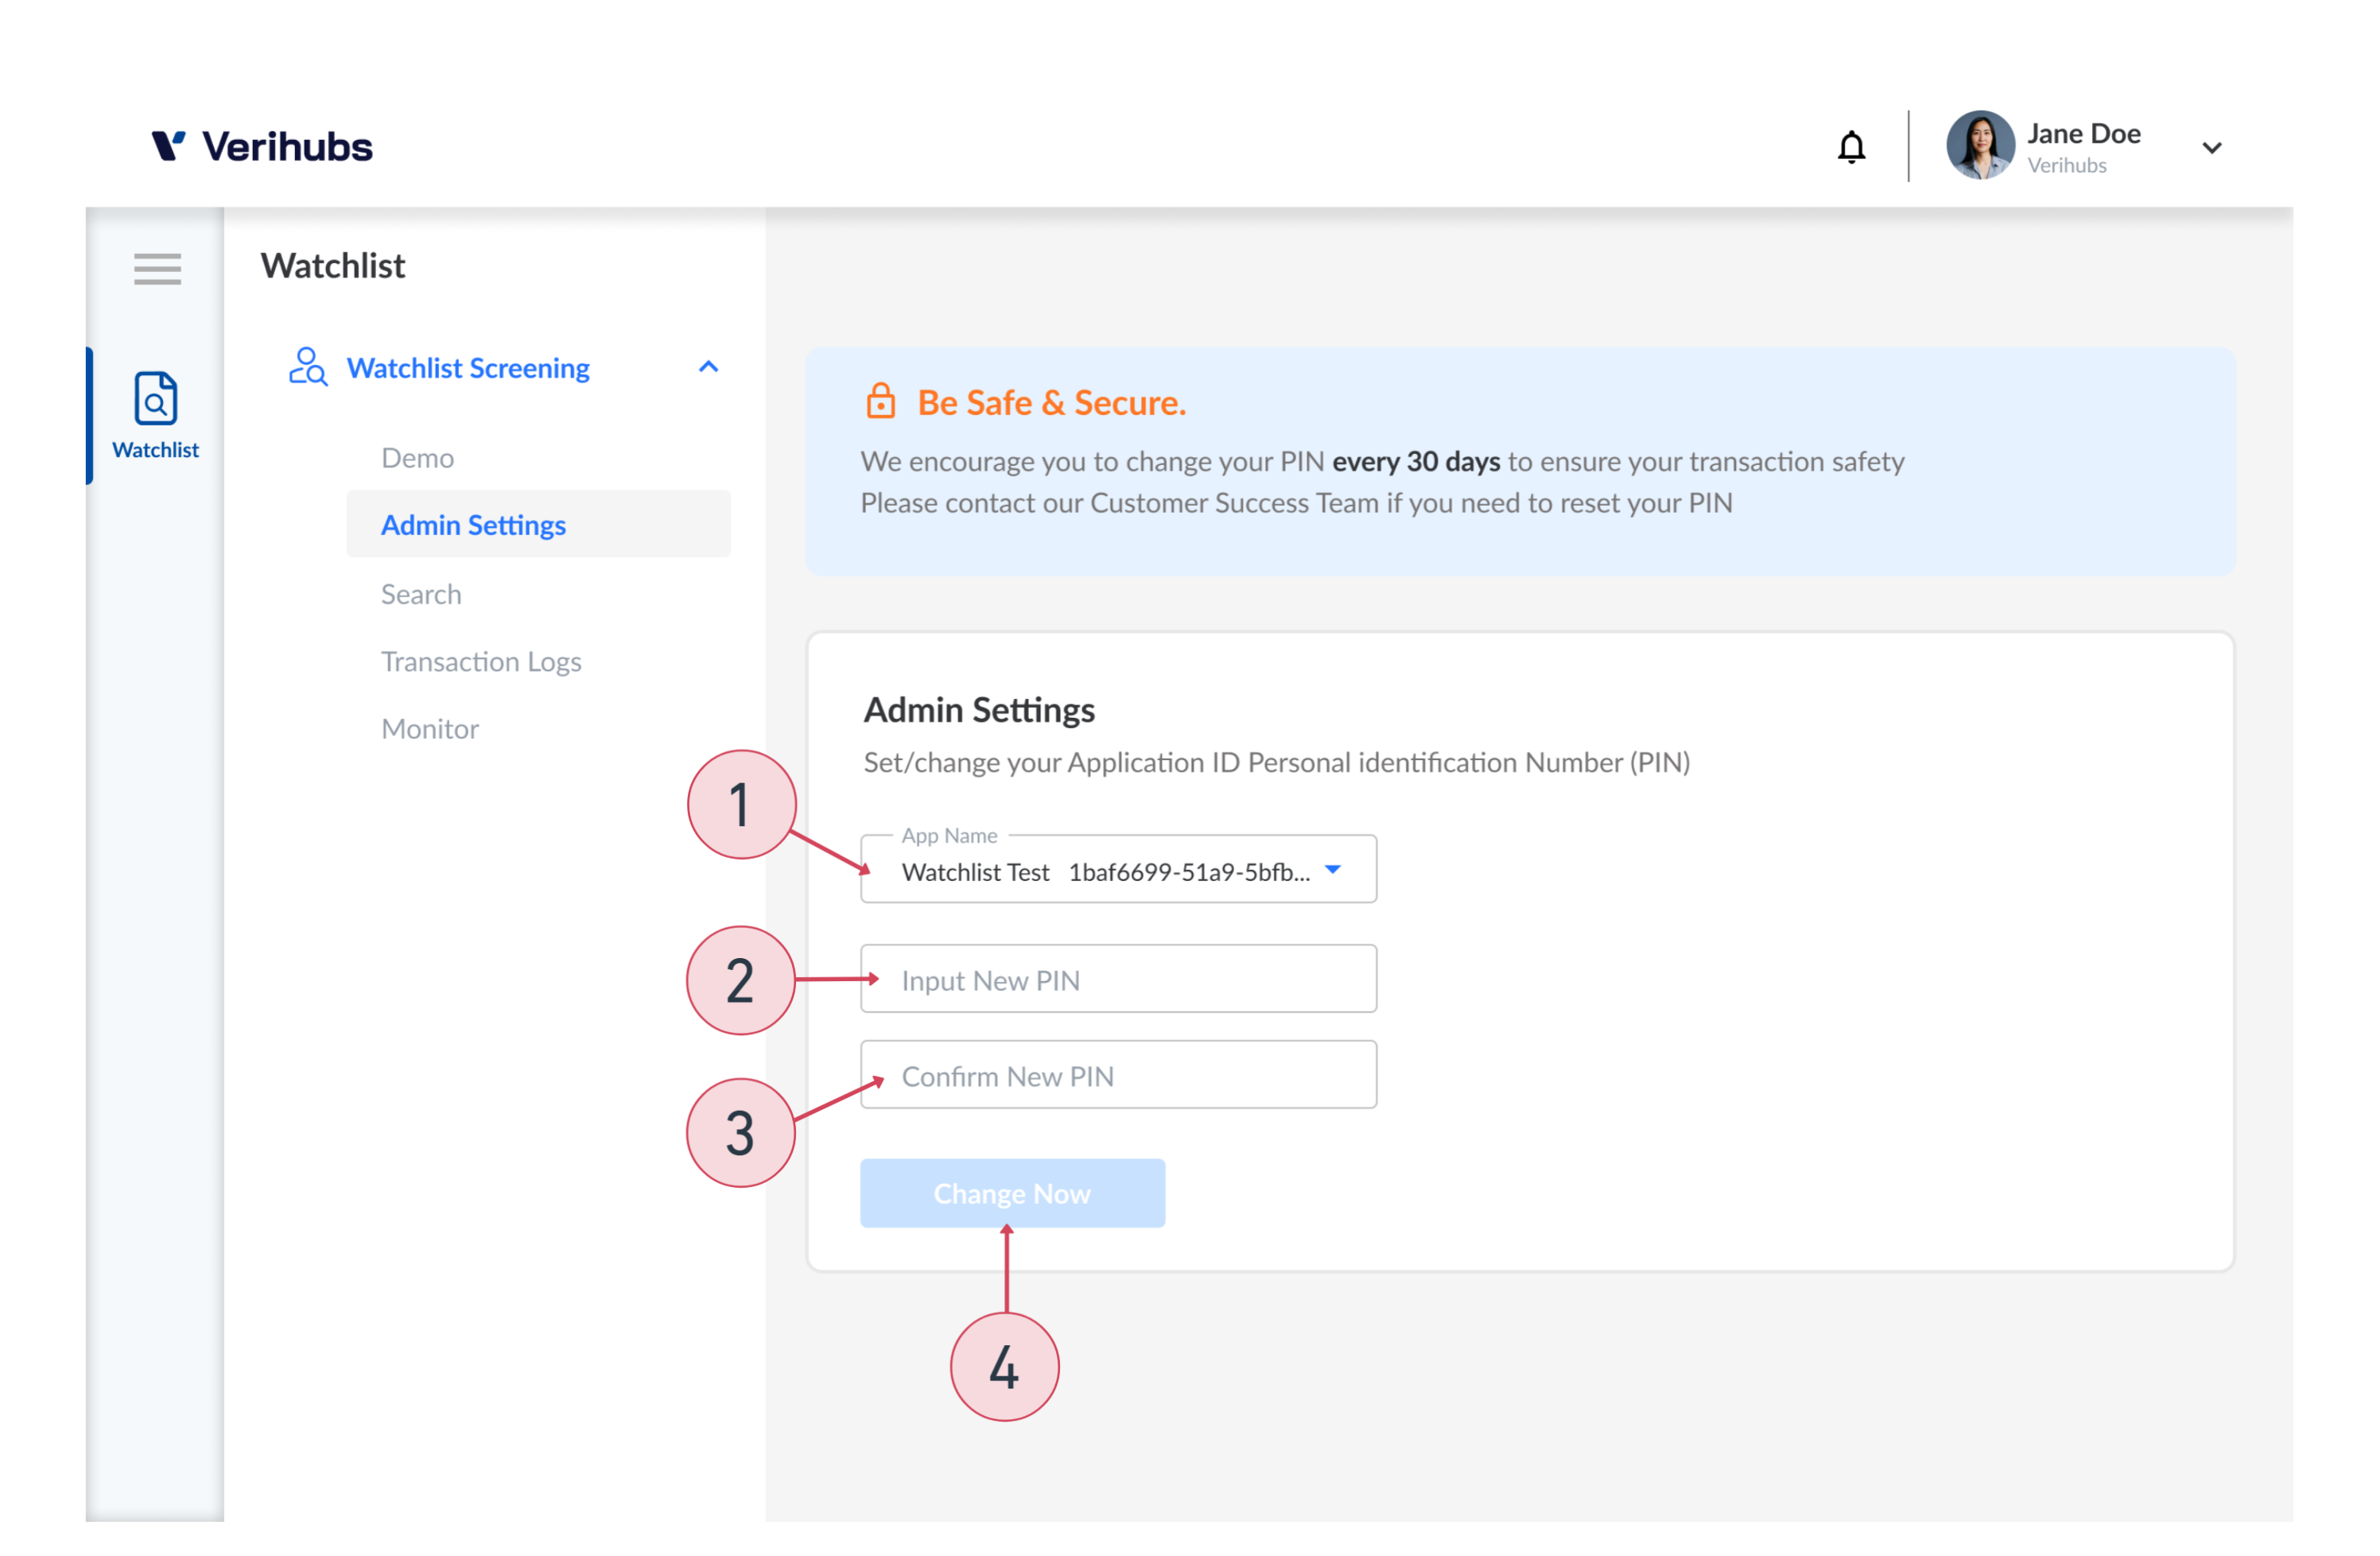 Verihubs
Jane Doe
Verihubs
Watchlist
Watchlist Screening
Watchlist
Demo
Admin Settings
Search
Transaction Logs
Monitor
Be Safe & Secure.
We encourage you to change your PIN every 30 days to ensure your transaction safety
Please contact our Customer Success Team if you need to reset your PIN
Admin Settings
Set/change your Application ID Personal identification Number (PIN)
1
App Name
Watchlist Test 1baf6699-51a9-5bfb...
2
Input New PIN
3
Confirm New PIN
Change Now
4